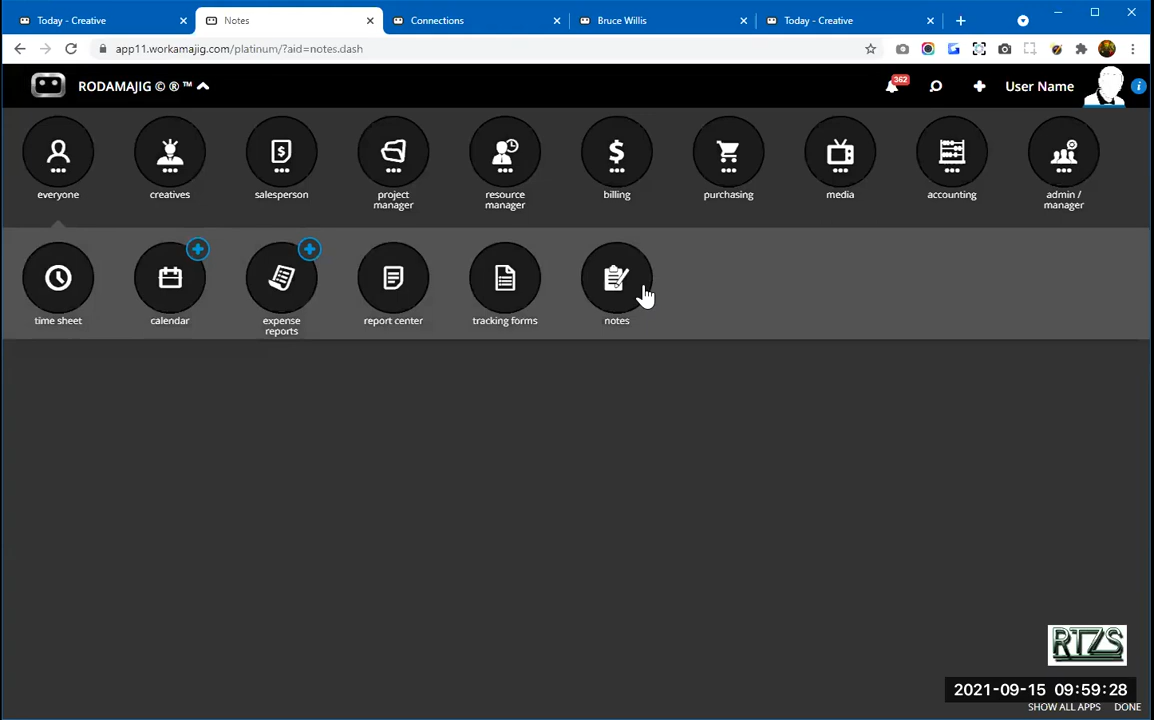 Today - Creative
Notes
Connections
Bruce Willis
Today - Creative
app11.workamajig.com/platinum/?aid=notes.dash
RODAMAJIG © ® ™
362
User Name
i
everyone
creatives
salesperson
project
manager
resource
manager
billing
purchasing
media
accounting
admin /
manager
time sheet
calendar
expense
reports
report center
tracking forms
notes
RTZS
2021-09-15 09:59:28
SHOW ALL APPS DONE